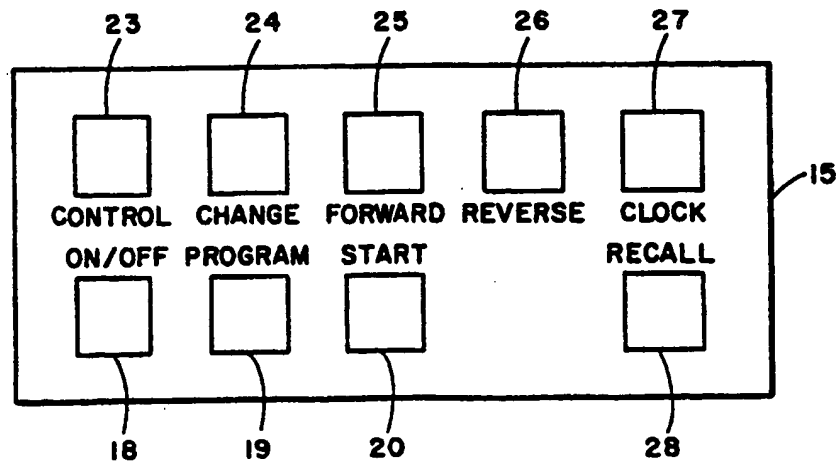 23 24 25 26 27
15
CONTROL CHANGE FORWARD REVERSE CLOCK
ON/OFF PROGRAM START RECALL
18 19 20 28